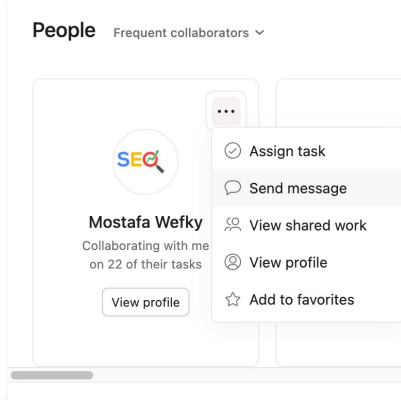 People Frequent collaborators
SEO
Assign task
Send message
Mostafa Wefky
View shared work
Collaborating with me
on 22 of their tasks
View profile
View profile
Add to favorites